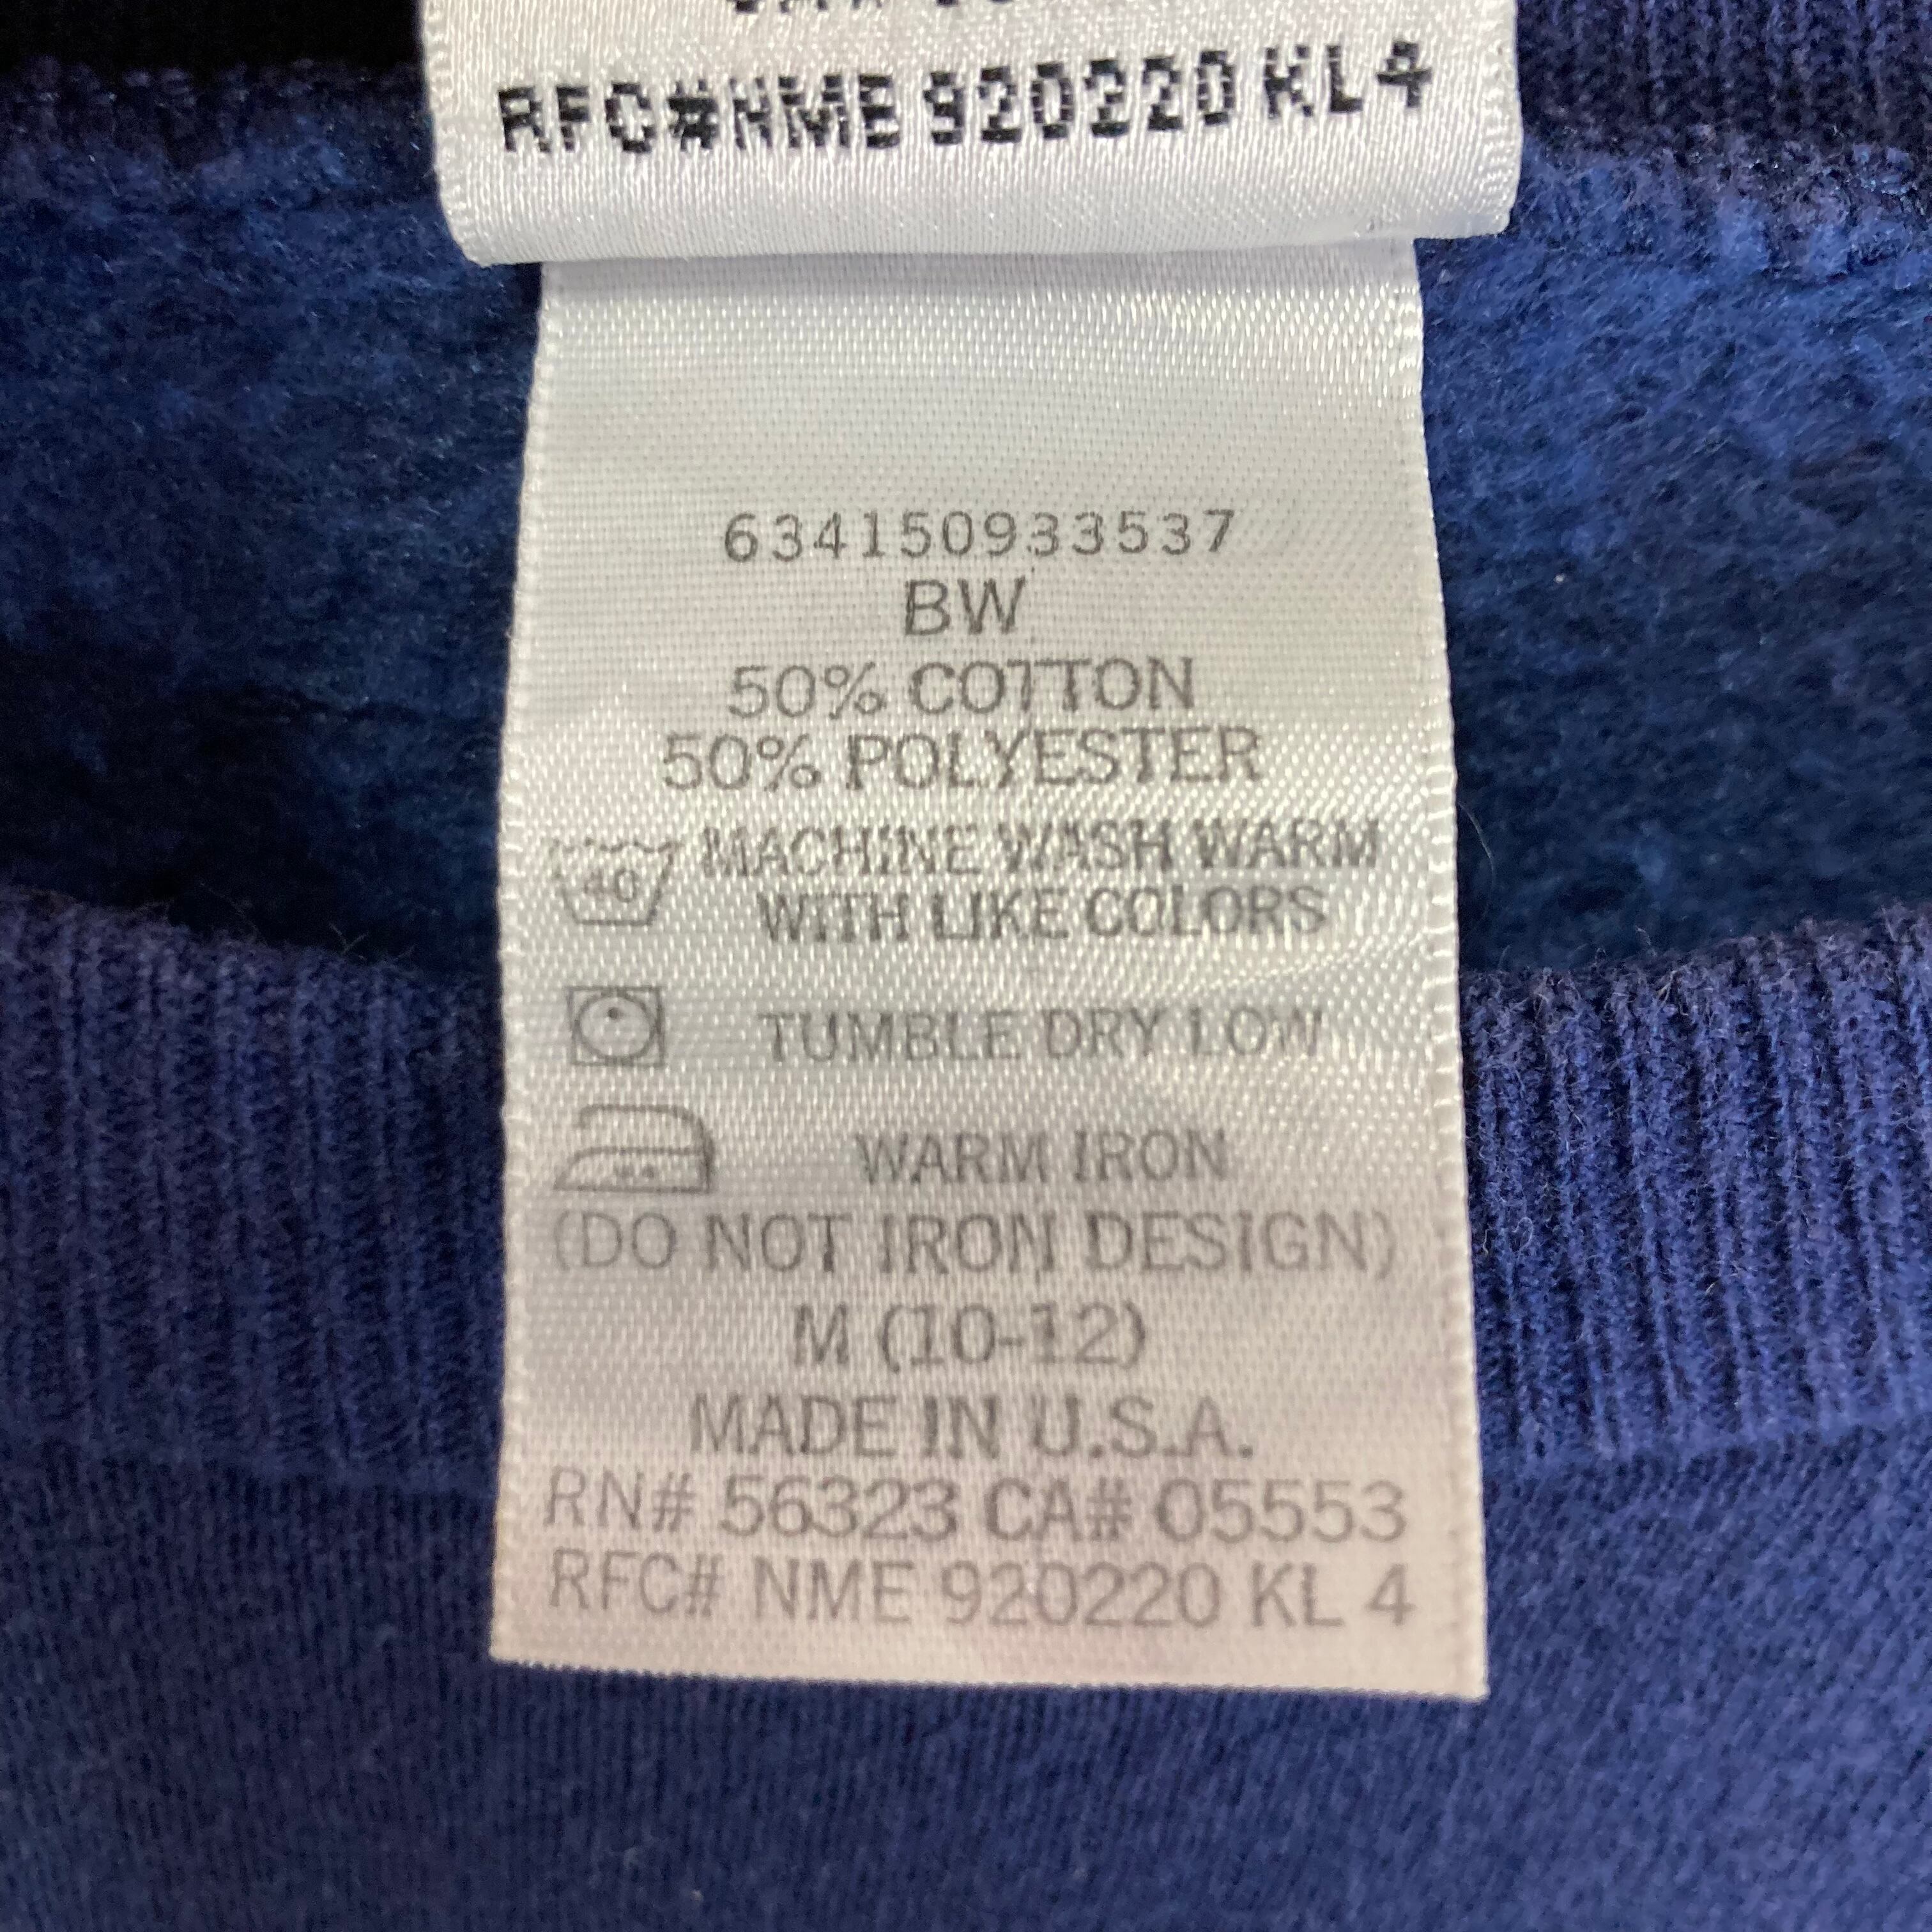 RFC#NME 920220 KL4
634150933537
BW
50% COTTON
50% POLYESTER
40 MACHINE WASH WARM
WITH LIKE COLORS
TUMBLE DRY LOW
WARM IRON
(DO NOT IRON DESIGN)
M (10-12)
MADE IN U.S.A.
RN# 56323 CA# 05553
RFC# NME 920220 KL 4